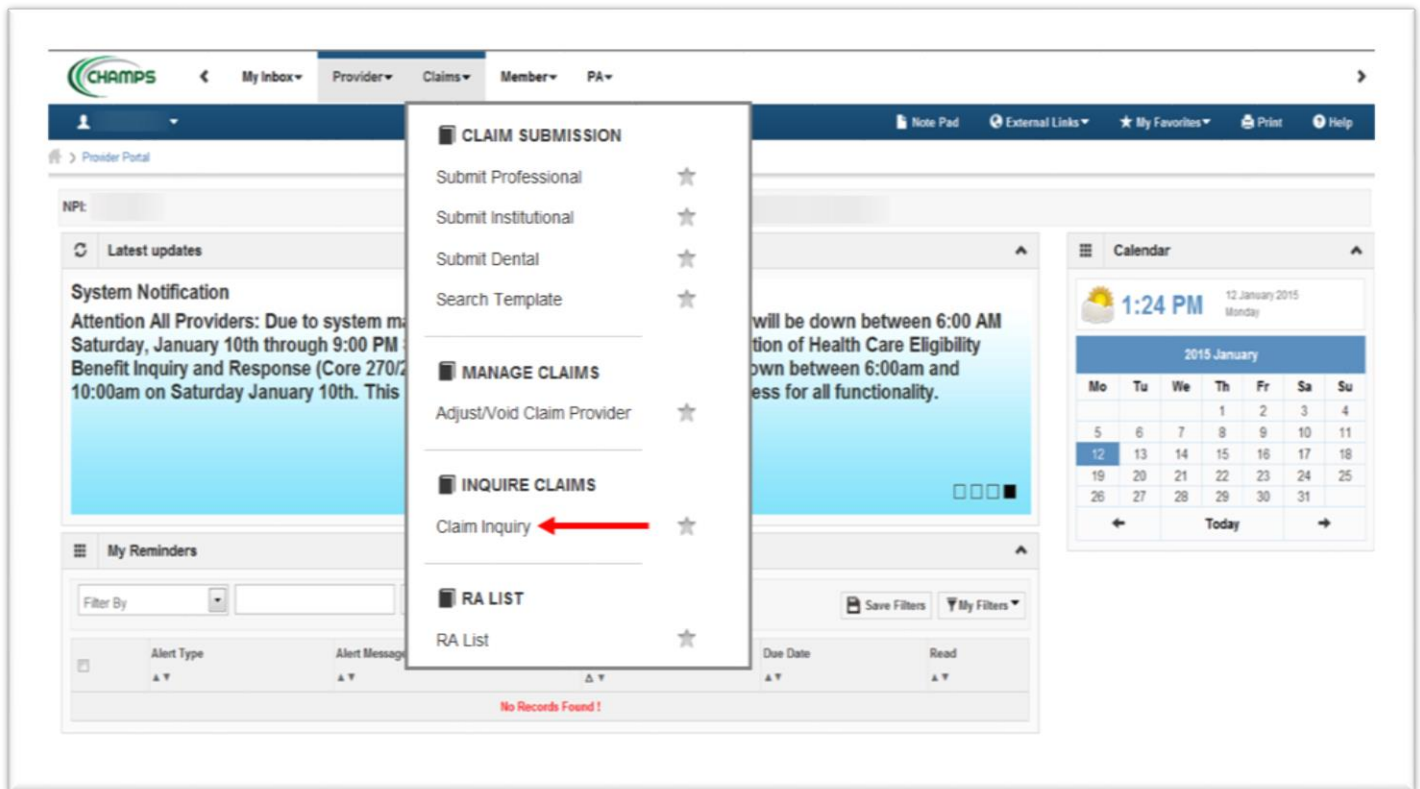 CHAMPS
My Inbox Provider Claims Member PA
Note Pad External Links My Favorites Print Help
Provider Portal
NPI:
CLAIM SUBMISSION
Submit Professional
Submit Institutional
Submit Dental
Search Template
MANAGE CLAIMS
Adjust/Void Claim Provider
INQUIRE CLAIMS
Claim Inquiry
RA LIST
RA List
Latest updates
System Notification
Attention All Providers: Due to system will be down between 6:00 AM
Saturday, January 10th through 9:00 PM of Health Care Eligibility
Benefit Inquiry and Response (Core between 6:00am and
10:00am on Saturday January 10th. This for all functionality.
Calendar
1:24 PM 12 January 2015
Monday
2015 January
Mo Tu We Th Fr Sa Su
1 2 3 4
5 6 7 8 9 10 11
12 13 14 15 16 17 18
19 20 21 22 23 24 25
26 27 28 29 30 31
Today
My Reminders
Filter By
Save Filters My Filters
Alert Type Alert Message Due Date Read
No Records Found !